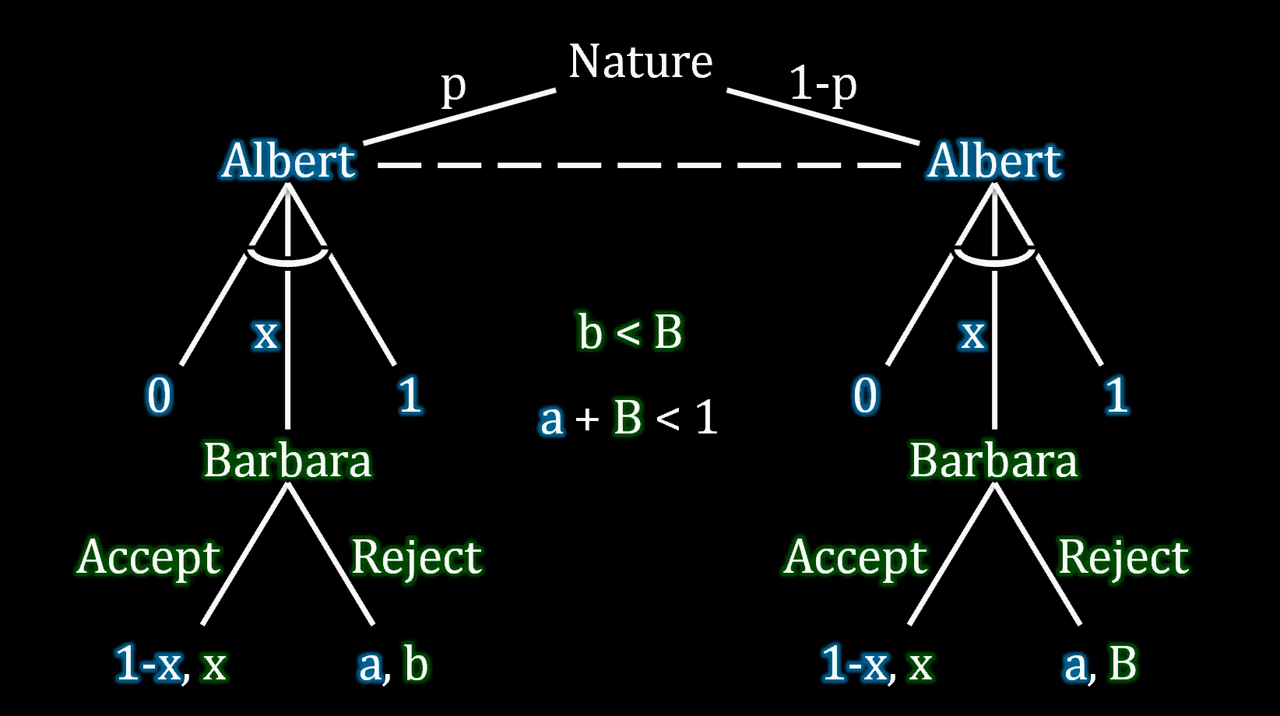 Nature
p 1-p
Albert Albert
b < B
x x
0 1 0 1
a + B < 1
Barbara Barbara
Accept Reject Accept Reject
1-x, x a, b 1-x, x a, B